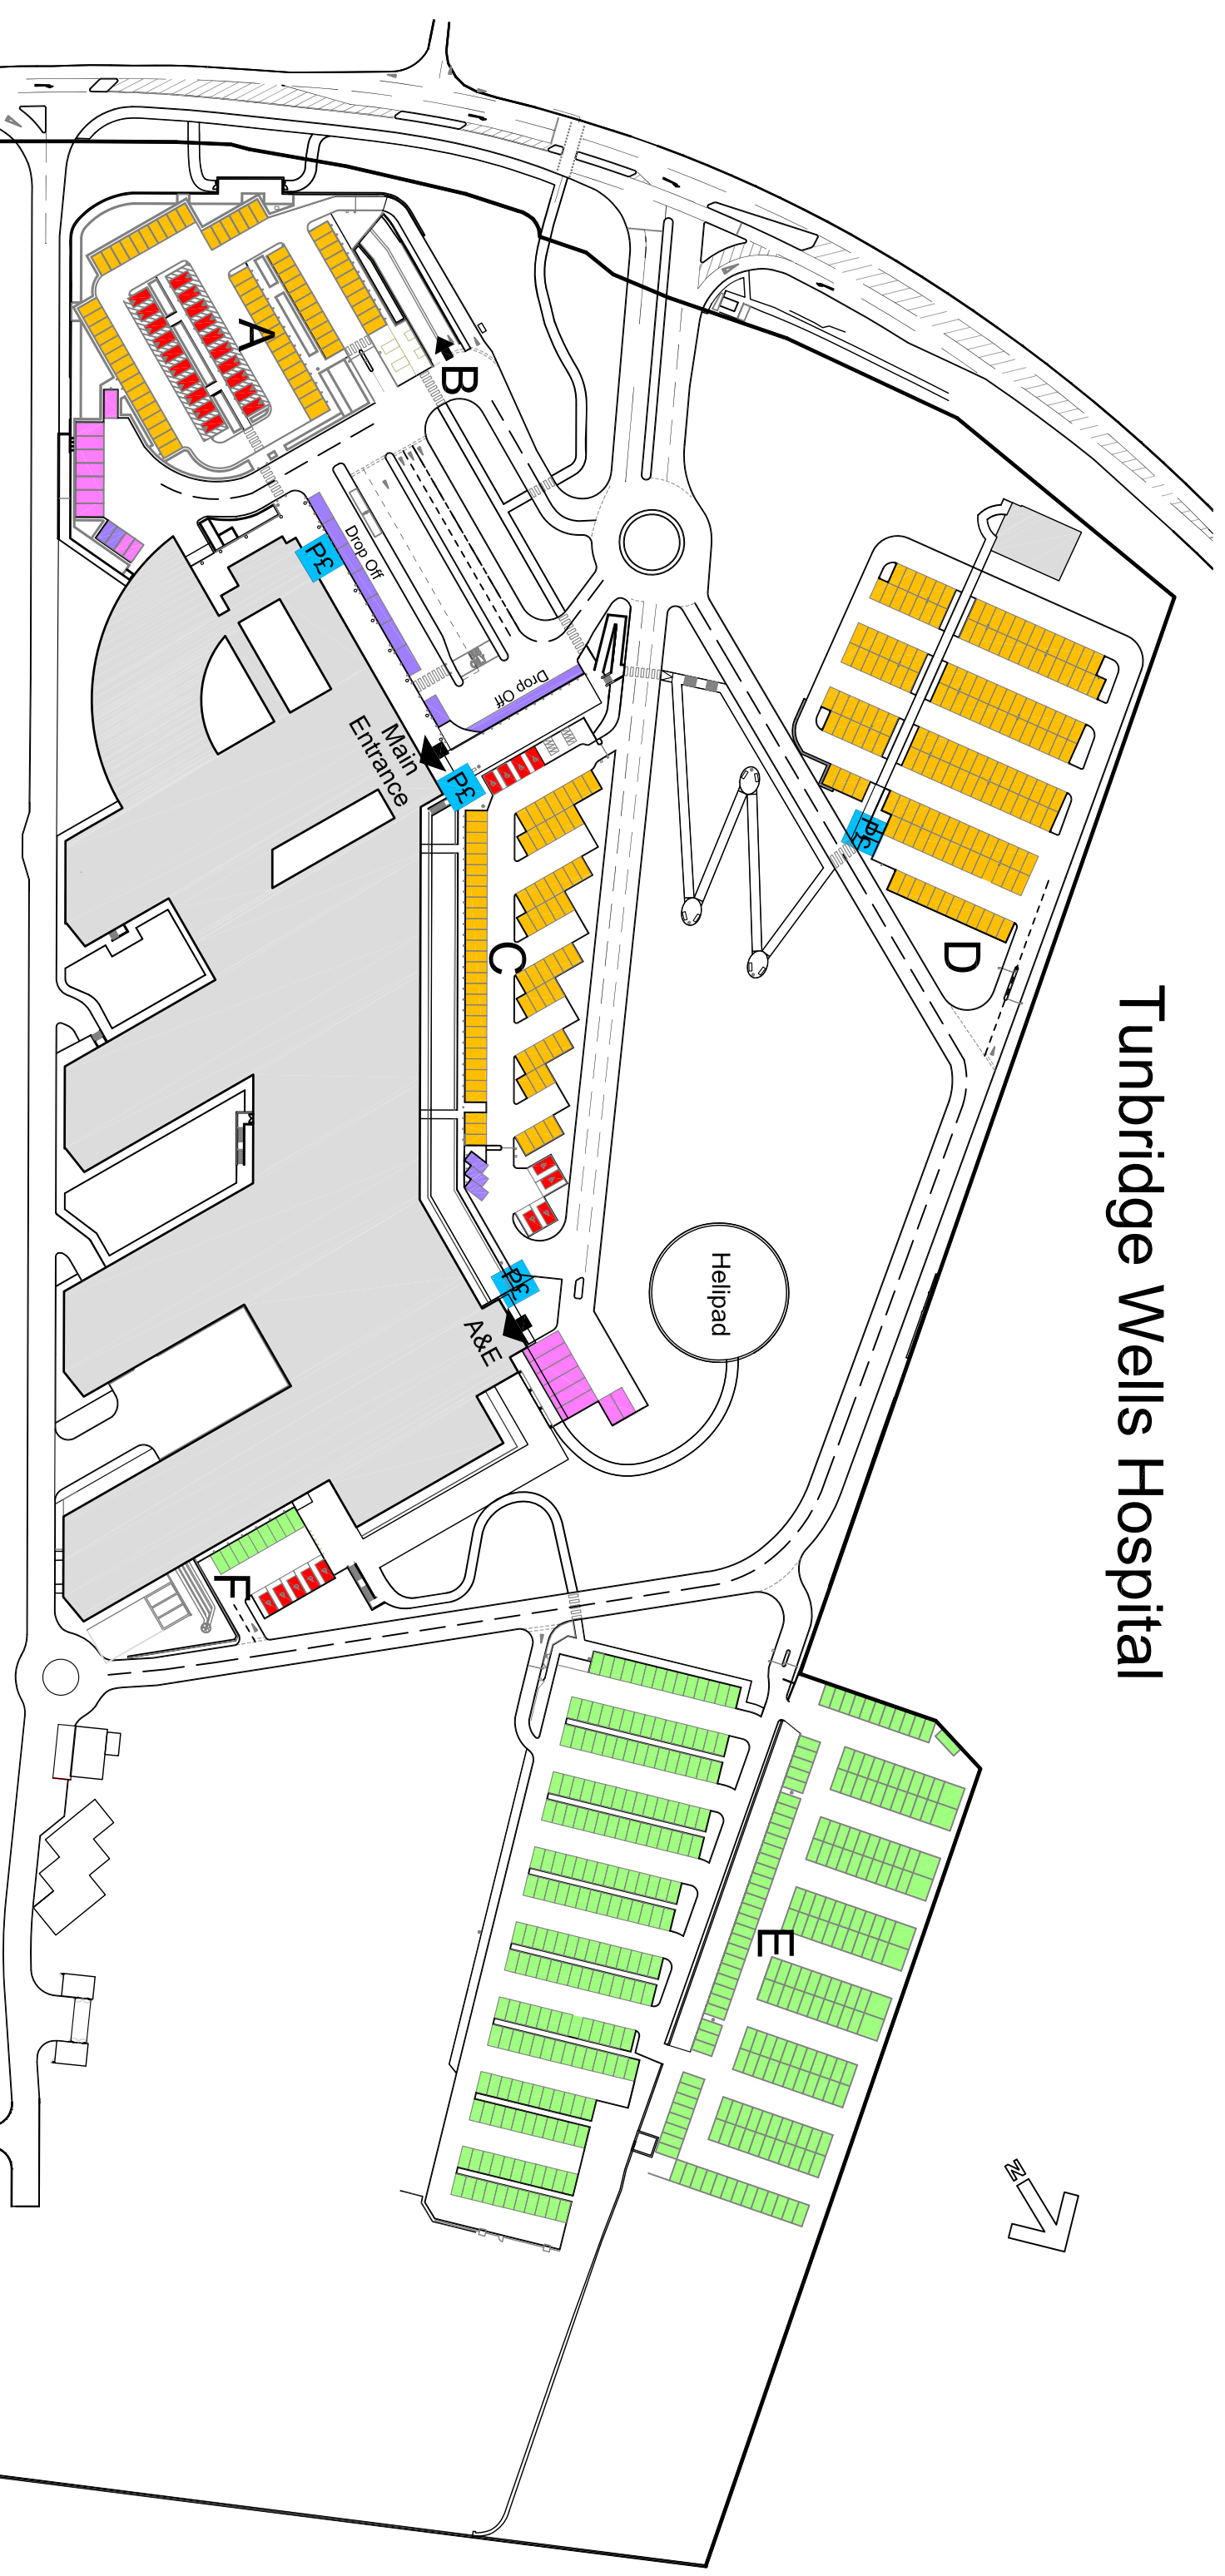 Tunbridge Wells Hospital
A
B
Drop Off
P£
Drop Off
Main
Entrance
P£
C
P£
D
Helipad
P£
A&E
F
E
N